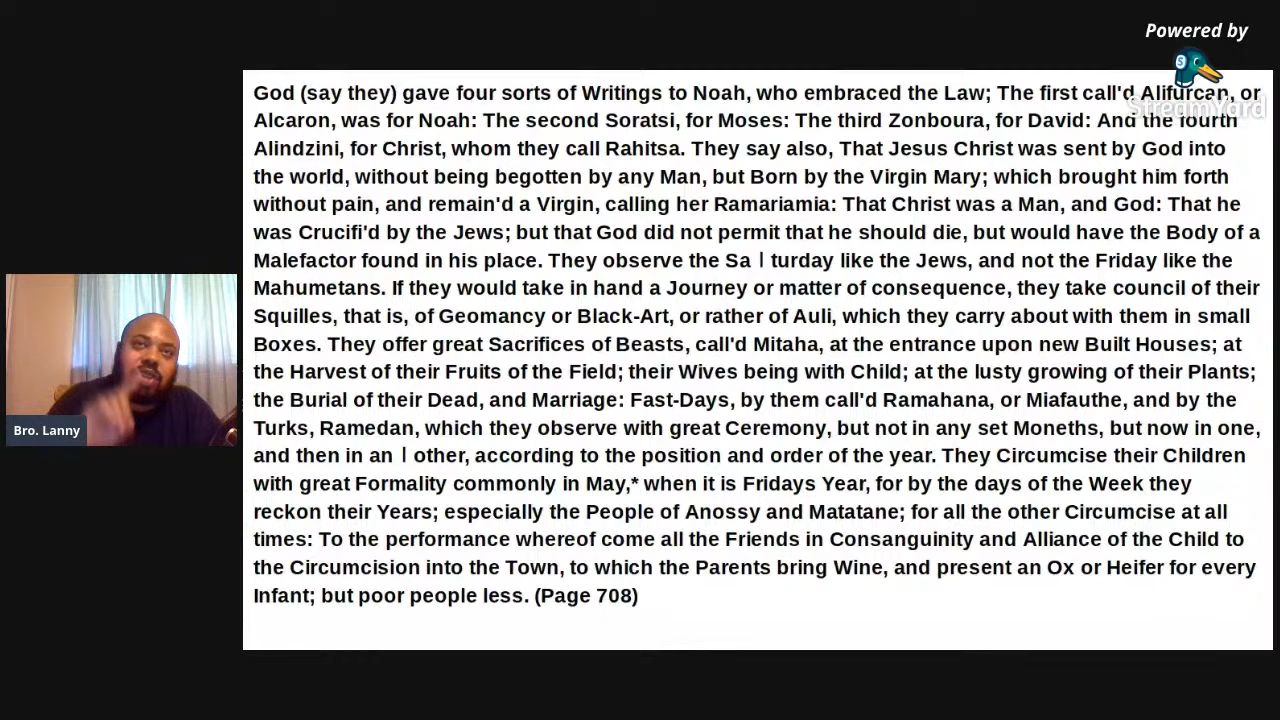 Powered by
StreamYard
God (say they) gave four sorts of Writings to Noah, who embraced the Law; The first call'd Alifurcan, or
Alcaron, was for Noah: The second Soratsi, for Moses: The third Zonboura, for David: And the fourth
Alindzini, for Christ, whom they call Rahitsa. They say also, That Jesus Christ was sent by God into
the world, without being begotten by any Man, but Born by the Virgin Mary; which brought him forth
without pain, and remain'd a Virgin, calling her Ramariamia: That Christ was a Man, and God: That he
was Crucifi'd by the Jews; but that God did not permit that he should die, but would have the Body of a
Malefactor found in his place. They observe the Sa l turday like the Jews, and not the Friday like the
Mahumetans. If they would take in hand a Journey or matter of consequence, they take council of their
Squilles, that is, of Geomancy or Black-Art, or rather of Auli, which they carry about with them in small
Boxes. They offer great Sacrifices of Beasts, call'd Mitaha, at the entrance upon new Built Houses; at
the Harvest of their Fruits of the Field; their Wives being with Child; at the lusty growing of their Plants;
the Burial of their Dead, and Marriage: Fast-Days, by them call'd Ramahana, or Miafauthe, and by the
Turks, Ramedan, which they observe with great Ceremony, but not in any set Moneths, but now in one,
and then in an l other, according to the position and order of the year. They Circumcise their Children
with great Formality commonly in May,* when it is Fridays Year, for by the days of the Week they
reckon their Years; especially the People of Anossy and Matatane; for all the other Circumcise at all
times: To the performance whereof come all the Friends in Consanguinity and Alliance of the Child to
the Circumcision into the Town, to which the Parents bring Wine, and present an Ox or Heifer for every
Infant; but poor people less. (Page 708)
Bro. Lanny